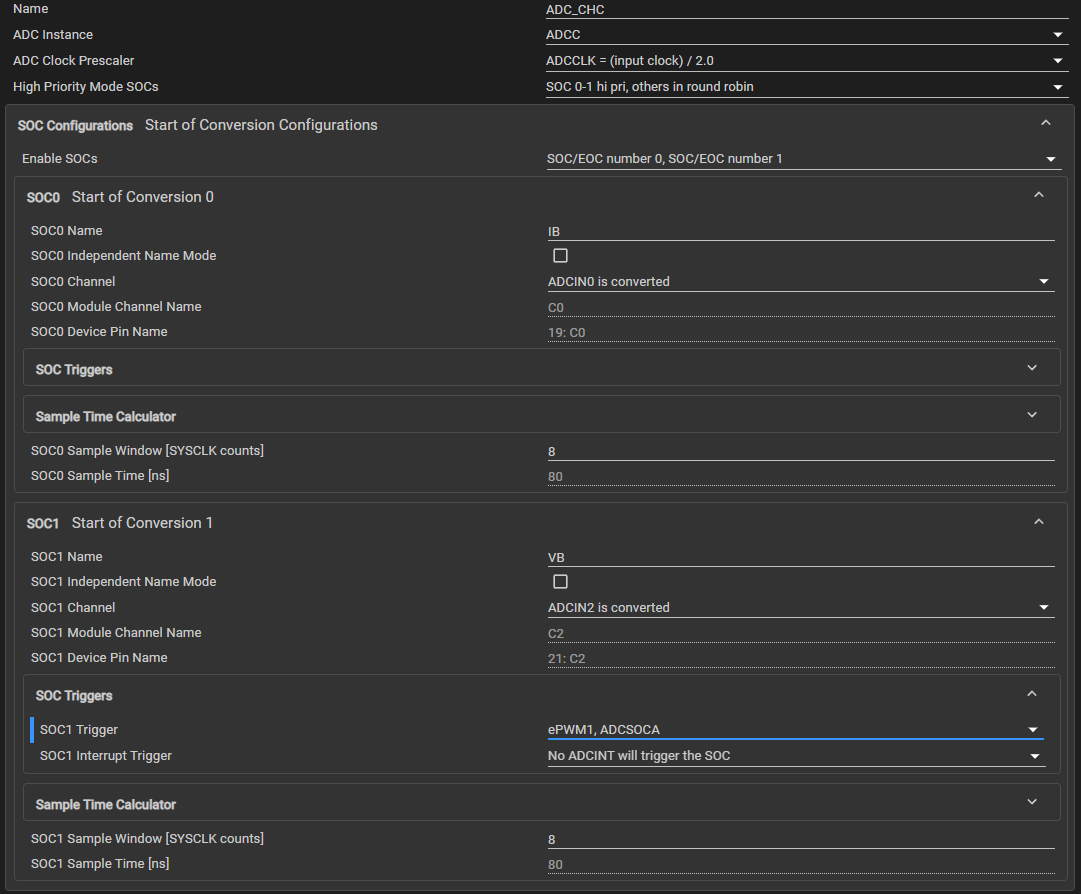 Name ADC_CHC
ADC Instance ADCC
ADC Clock Prescaler ADCCLK = (input clock) / 2.0
High Priority Mode SOCs SOC 0-1 hi pri, others in round robin
SOC Configurations Start of Conversion Configurations
Enable SOCs SOC/EOC number 0, SOC/EOC number 1
SOC0 Start of Conversion 0
SOC0 Name IB
SOC0 Independent Name Mode
SOC0 Channel ADCIN0 is converted
SOC0 Module Channel Name C0
SOC0 Device Pin Name 19: C0
SOC Triggers
Sample Time Calculator
SOC0 Sample Window [SYSCLK counts] 8
SOC0 Sample Time [ns] 80
SOC1 Start of Conversion 1
SOC1 Name VB
SOC1 Independent Name Mode
SOC1 Channel ADCIN2 is converted
SOC1 Module Channel Name C2
SOC1 Device Pin Name 21: C2
SOC Triggers
SOC1 Trigger ePWM1, ADCSOCA
SOC1 Interrupt Trigger No ADCINT will trigger the SOC
Sample Time Calculator
SOC1 Sample Window [SYSCLK counts] 8
SOC1 Sample Time [ns] 80